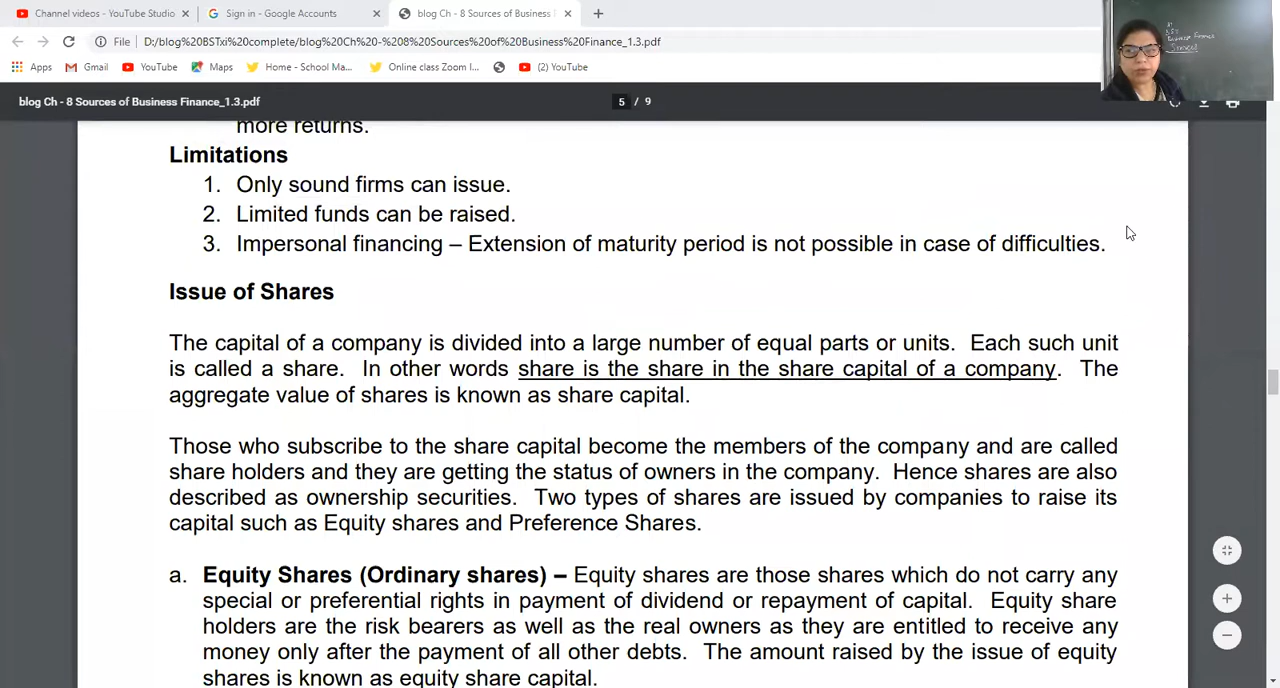 Channel videos - YouTube Studio
Sign in - Google Accounts
blog Ch - 8 Sources of Business
File
D:/blog%20BSTxi%20complete/blog%20Ch%20-%208%20Sources%20of%20Business%20Finance_1.3.pdf
Apps
Gmail
YouTube
Maps
Home - School Ma...
Online class Zoom l...
(2) YouTube
Business Finance
blog Ch - 8 Sources of Business Finance_1.3.pdf
5 / 9
more returns.
Limitations
1. Only sound firms can issue.
2. Limited funds can be raised.
3. Impersonal financing – Extension of maturity period is not possible in case of difficulties.
Issue of Shares
The capital of a company is divided into a large number of equal parts or units. Each such unit
is called a share. In other words share is the share in the share capital of a company. The
aggregate value of shares is known as share capital.
Those who subscribe to the share capital become the members of the company and are called
share holders and they are getting the status of owners in the company. Hence shares are also
described as ownership securities. Two types of shares are issued by companies to raise its
capital such as Equity shares and Preference Shares.
a. Equity Shares (Ordinary shares) – Equity shares are those shares which do not carry any
special or preferential rights in payment of dividend or repayment of capital. Equity share
holders are the risk bearers as well as the real owners as they are entitled to receive any
money only after the payment of all other debts. The amount raised by the issue of equity
shares is known as equity share capital.